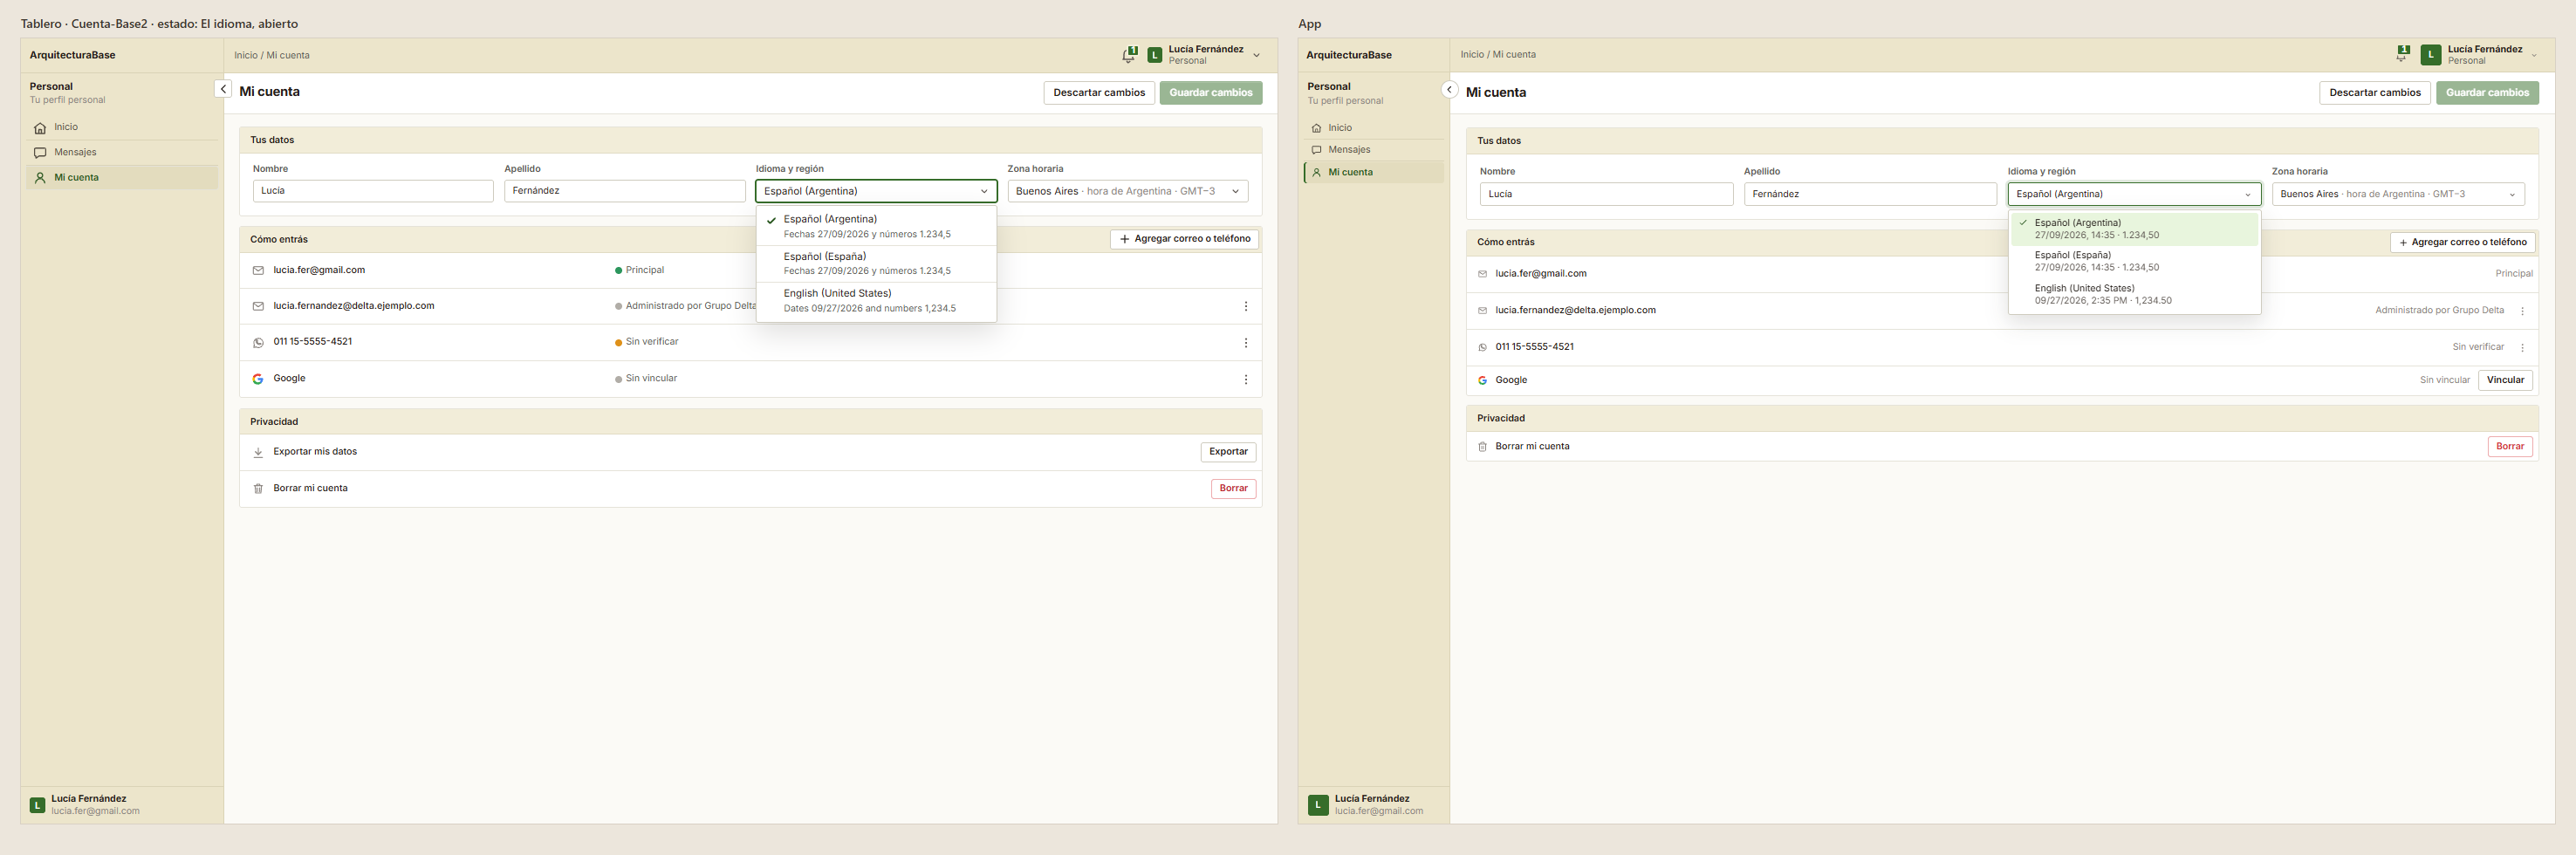 Tablero · Cuenta-Base2 · estado: El idioma, abierto
ArquitecturaBase
Inicio / Mi cuenta
1
L
Lucía Fernández
Personal
Personal
Tu perfil personal
Mi cuenta
Descartar cambios
Guardar cambios
Inicio
Mensajes
Mi cuenta
Tus datos
Nombre
Apellido
Idioma y región
Zona horaria
Lucía
Fernández
Español (Argentina)
Buenos Aires · hora de Argentina · GMT−3
Español (Argentina)
Fechas 27/09/2026 y números 1.234,5
Español (España)
Fechas 27/09/2026 y números 1.234,5
English (United States)
Dates 09/27/2026 and numbers 1,234.5
Cómo entrás
Agregar correo o teléfono
lucia.fer@gmail.com
Principal
lucia.fernandez@delta.ejemplo.com
Administrado por Grupo Delta
011 15-5555-4521
Sin verificar
Google
Sin vincular
Privacidad
Exportar mis datos
Exportar
Borrar mi cuenta
Borrar
L
Lucía Fernández
lucia.fer@gmail.com
App
ArquitecturaBase
Inicio / Mi cuenta
1
L
Lucía Fernández
Personal
Personal
Tu perfil personal
Mi cuenta
Descartar cambios
Guardar cambios
Inicio
Mensajes
Mi cuenta
Tus datos
Nombre
Apellido
Idioma y región
Zona horaria
Lucía
Fernández
Español (Argentina)
Buenos Aires · hora de Argentina · GMT−3
Español (Argentina)
27/09/2026, 14:35 · 1.234,50
Español (España)
27/09/2026, 14:35 · 1.234,50
English (United States)
09/27/2026, 2:35 PM · 1,234.50
Cómo entrás
Agregar correo o teléfono
lucia.fer@gmail.com
Principal
lucia.fernandez@delta.ejemplo.com
Administrado por Grupo Delta
011 15-5555-4521
Sin verificar
Google
Sin vincular
Vincular
Privacidad
Borrar mi cuenta
Borrar
L
Lucía Fernández
lucia.fer@gmail.com